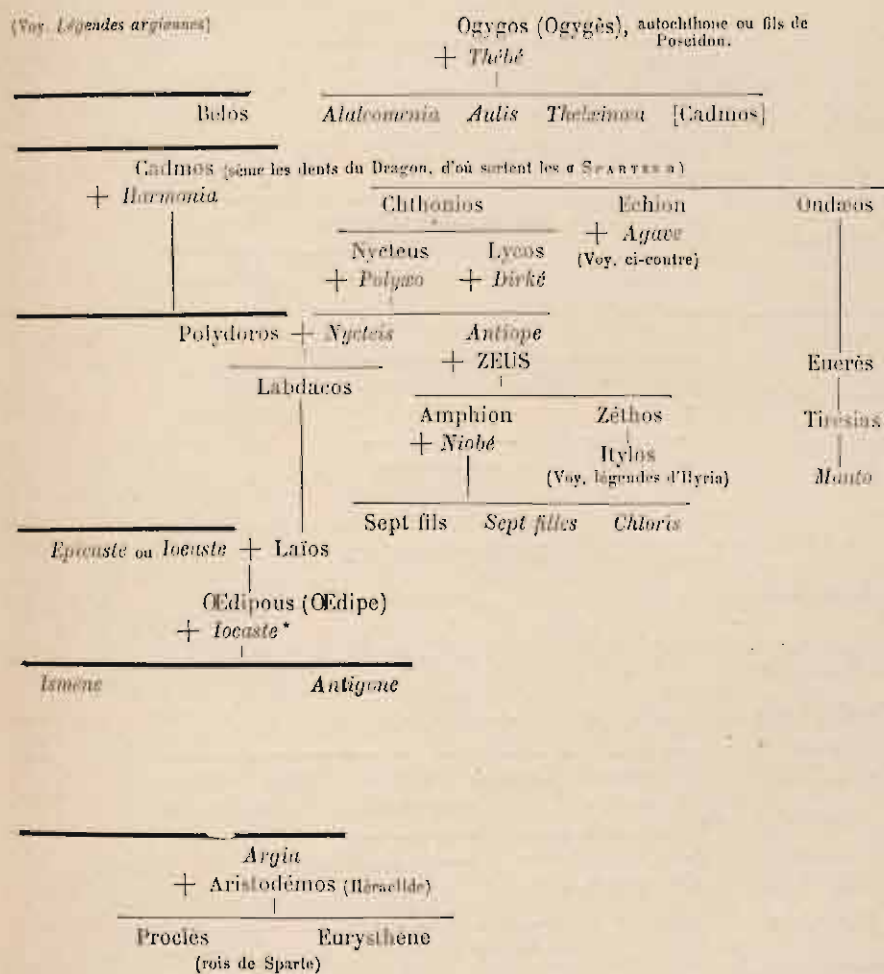 (Voy. Légendes argiennes)
Ogygos (Ogygès), autochthone ou fils de Poseidon.
+ Thébé
Belos Alalcomenia Aulis Thelxinoea [Cadmos]
Cadmos (sème les dents du Dragon, d'où sortent les « SPARTES »)
+ Harmonia Chthonios Echion Oudæos
+ Agave
Nycteus Lycos (Voy. ci-contre)
+ Polyxo + Dirké
Polydoros + Nycteis Antiope
+ ZEUS Euerès
Labdacos
Amphion Zéthos Tirésias
+ Niobé
Itylos Manto
(Voy. légendes d'Hyria)
Sept fils Sept filles Chloris
Epicaste ou Iocaste + Laïos
Œdipous (Œdipe)
+ Iocaste*
Ismène Antigone
Argia
+ Aristodémos (Héraclide)
Procles Eurysthène
(rois de Sparte)